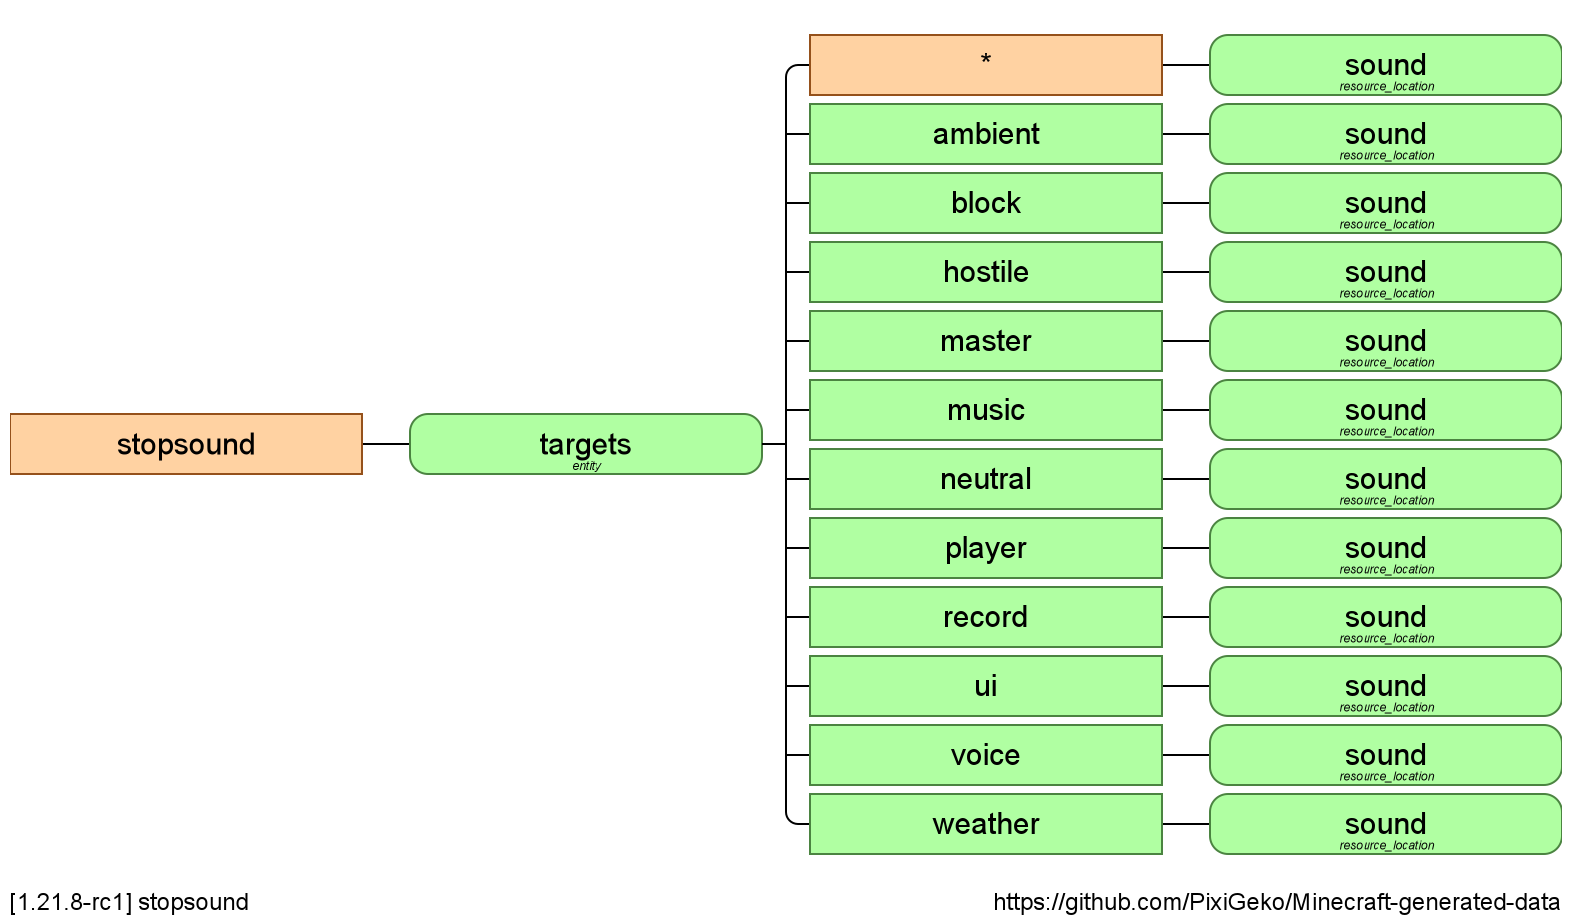 *
sound
resource_location
ambient
sound
resource_location
block
sound
resource_location
hostile
sound
resource_location
master
sound
resource_location
music
sound
resource_location
stopsound
targets
entity
neutral
sound
resource_location
player
sound
resource_location
record
sound
resource_location
ui
sound
resource_location
voice
sound
resource_location
weather
sound
resource_location
[1.21.8-rc1] stopsound
https://github.com/PixiGeko/Minecraft-generated-data